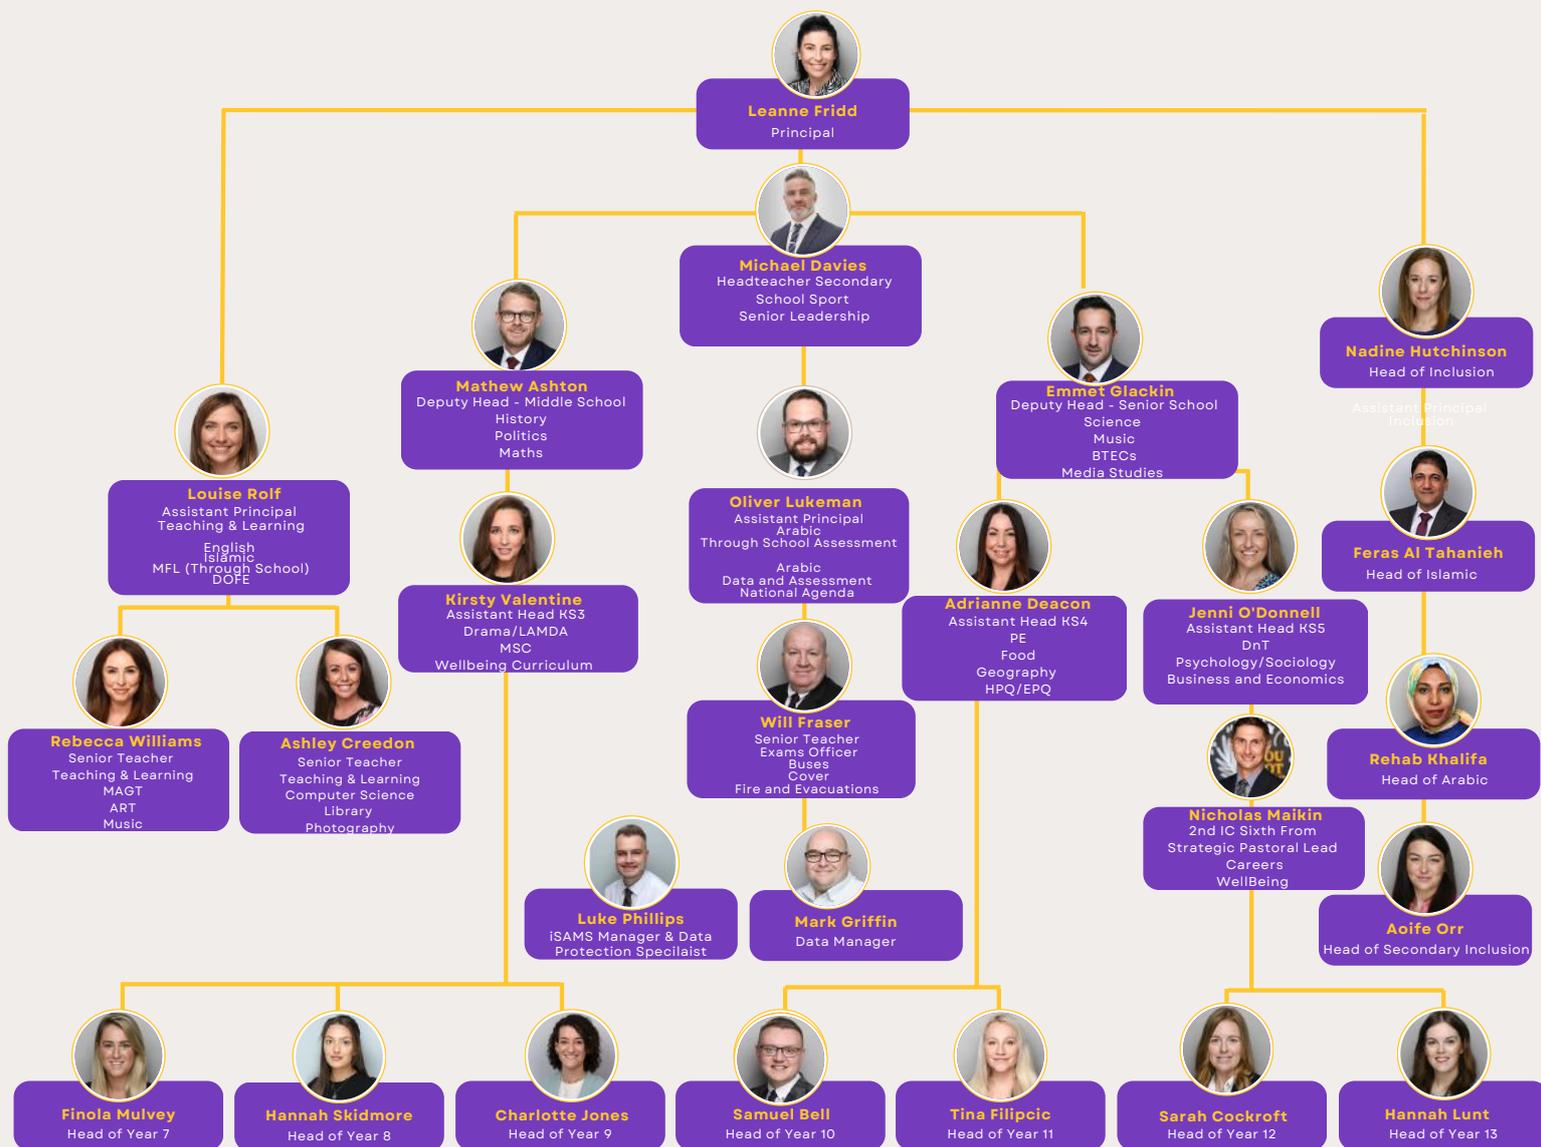 Leanne Fridd
Principal
Michael Davies
Headteacher Secondary
School Sport
Senior Leadership
Mathew Ashton
Deputy Head - Middle School
History
Politics
Maths
Emmet Glackin
Deputy Head - Senior School
Science
Music
BTECs
Media Studies
Nadine Hutchinson
Head of Inclusion
Assistant Principal
Inclusion
Louise Rolf
Assistant Principal
Teaching & Learning
English
Islamic
MFL (Through School)
DOFE
Kirsty Valentine
Assistant Head KS3
Drama/LAMDA
MSC
Wellbeing Curriculum
Oliver Lukeman
Assistant Principal
Arabic
Through School Assessment
Arabic
Data and Assessment
National Agenda
Adrianne Deacon
Assistant Head KS4
PE
Food
Geography
HPQ/EPQ
Jenni O'Donnell
Assistant Head KS5
DnT
Psychology/Sociology
Business and Economics
Feras Al Tahanieh
Head of Islamic
Rebecca Williams
Senior Teacher
Teaching & Learning
MAGT
ART
Music
Ashley Creedon
Senior Teacher
Teaching & Learning
Computer Science
Library
Photography
Will Fraser
Senior Teacher
Exams Officer
Buses
Cover
Fire and Evacuations
Rehab Khalifa
Head of Arabic
Nicholas Maikin
2nd IC Sixth From
Strategic Pastoral Lead
Careers
WellBeing
Luke Phillips
iSAMS Manager & Data
Protection Specilaist
Mark Griffin
Data Manager
Aoife Orr
Head of Secondary Inclusion
Finola Mulvey
Head of Year 7
Hannah Skidmore
Head of Year 8
Charlotte Jones
Head of Year 9
Samuel Bell
Head of Year 10
Tina Filipcic
Head of Year 11
Sarah Cockroft
Head of Year 12
Hannah Lunt
Head of Year 13